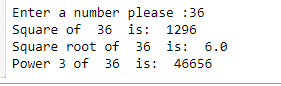 Enter a number please :36
Square of  36  is:  1296
Square root of  36  is:  6.0
Power 3 of  36  is:  46656